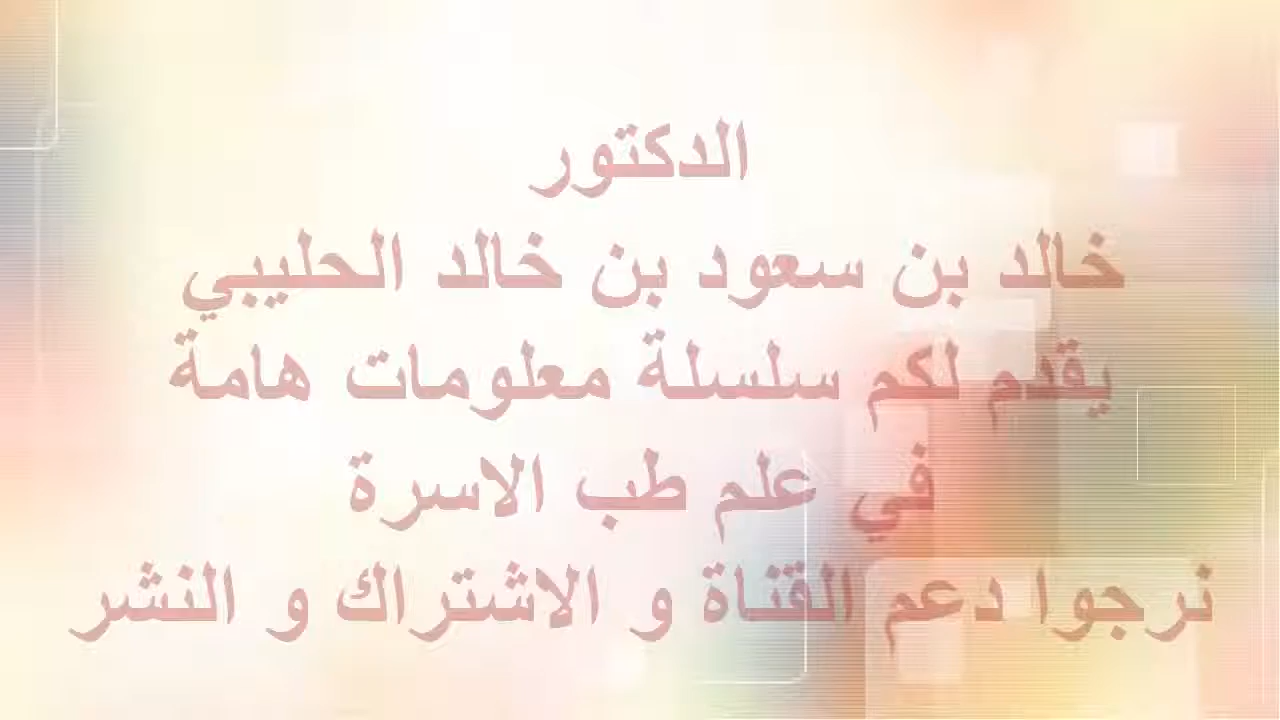 الدكتور
خالد بن سعود بن خالد الحليبي
يقدم لكم سلسلة معلومات هامة
في علم طب الاسرة
نرجوا دعم القناة و الاشتراك و النشر